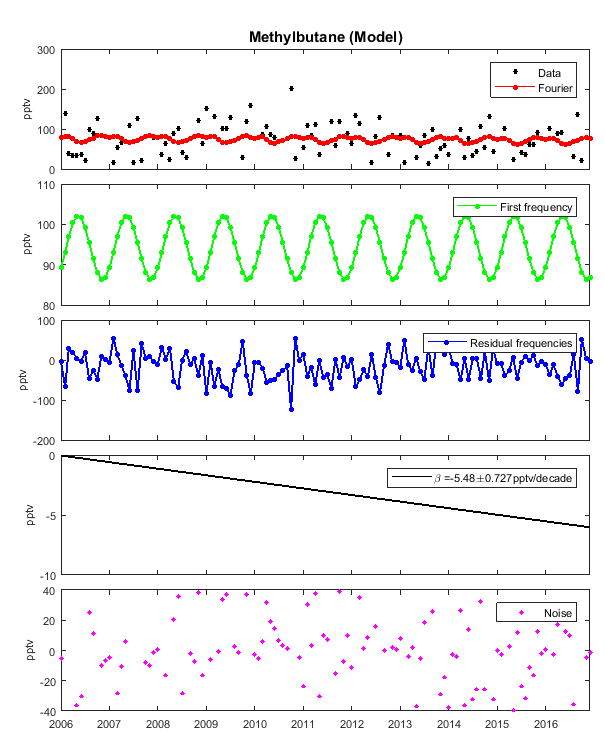 Methylbutane (Model)
300
200
100
0
pptv
Data
Fourier
110
100
90
80
pptv
First frequency
100
0
-100
-200
pptv
Residual frequencies
0
-5
-10
pptv
β =-5.48±0.727pptv/decade
40
20
0
-20
-40
pptv
Noise
2006 2007 2008 2009 2010 2011 2012 2013 2014 2015 2016